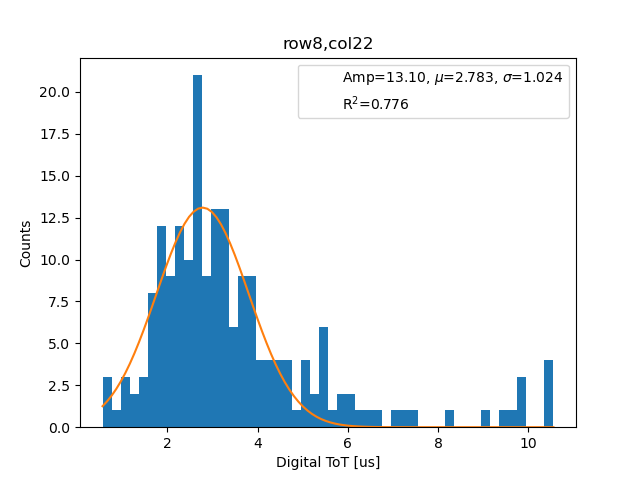 row8,col22
Amp=13.10, μ=2.783, σ=1.024
R²=0.776
20.0
17.5
15.0
12.5
10.0
7.5
5.0
2.5
0.0
Counts
2 4 6 8 10
Digital ToT [us]